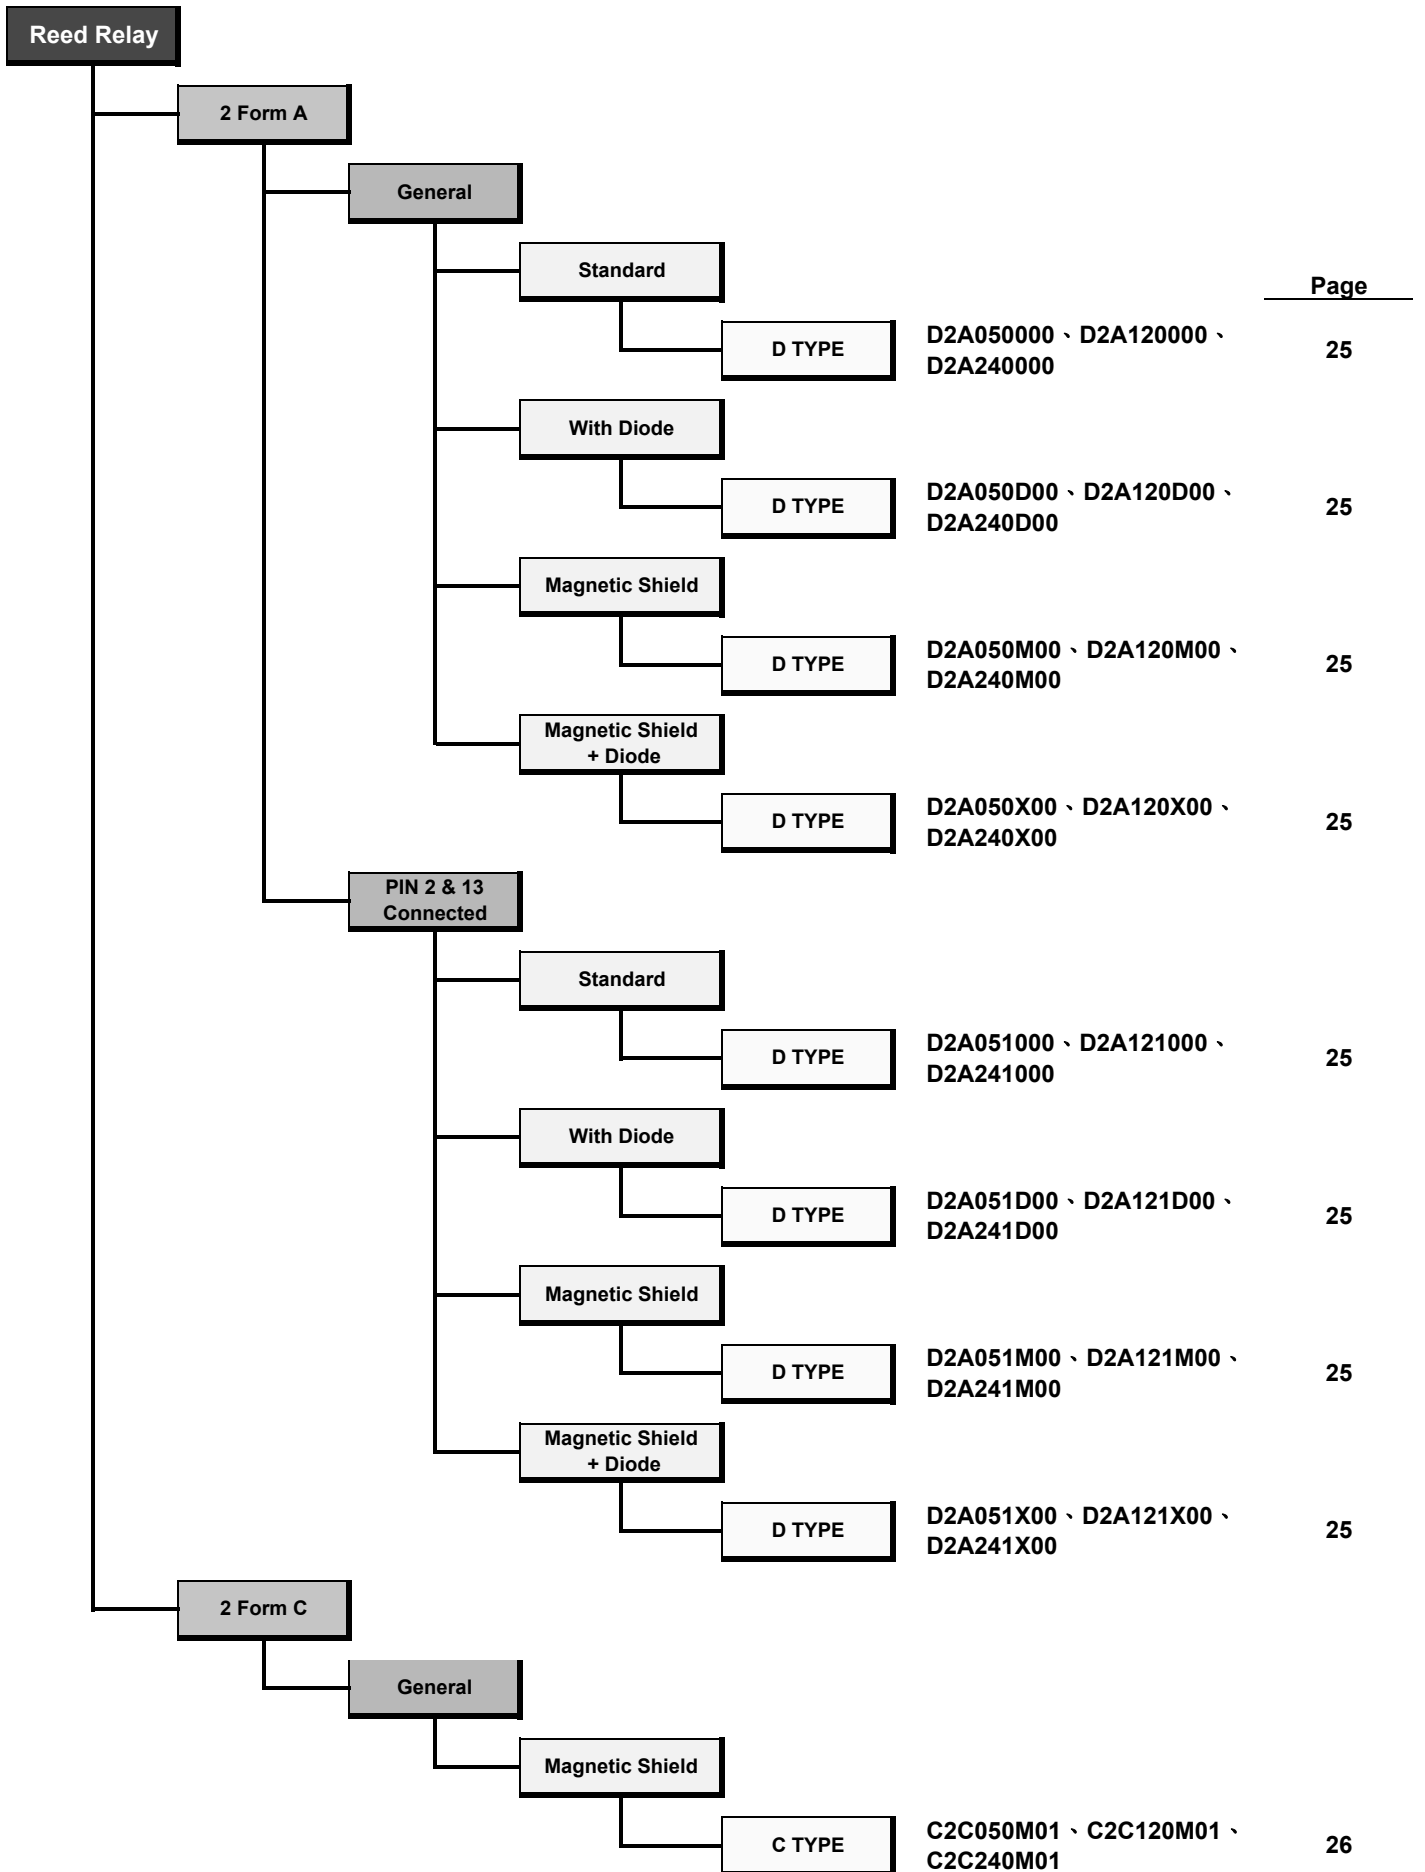 Reed Relay
2 Form A
General
Standard
Page
D TYPE
D2A050000、D2A120000、
D2A240000
25
With Diode
D TYPE
D2A050D00、D2A120D00、
D2A240D00
25
Magnetic Shield
D TYPE
D2A050M00、D2A120M00、
D2A240M00
25
Magnetic Shield
+ Diode
D TYPE
D2A050X00、D2A120X00、
D2A240X00
25
PIN 2 & 13
Connected
Standard
D TYPE
D2A051000、D2A121000、
D2A241000
25
With Diode
D TYPE
D2A051D00、D2A121D00、
D2A241D00
25
Magnetic Shield
D TYPE
D2A051M00、D2A121M00、
D2A241M00
25
Magnetic Shield
+ Diode
D TYPE
D2A051X00、D2A121X00、
D2A241X00
25
2 Form C
General
Magnetic Shield
C TYPE
C2C050M01、C2C120M01、
C2C240M01
26